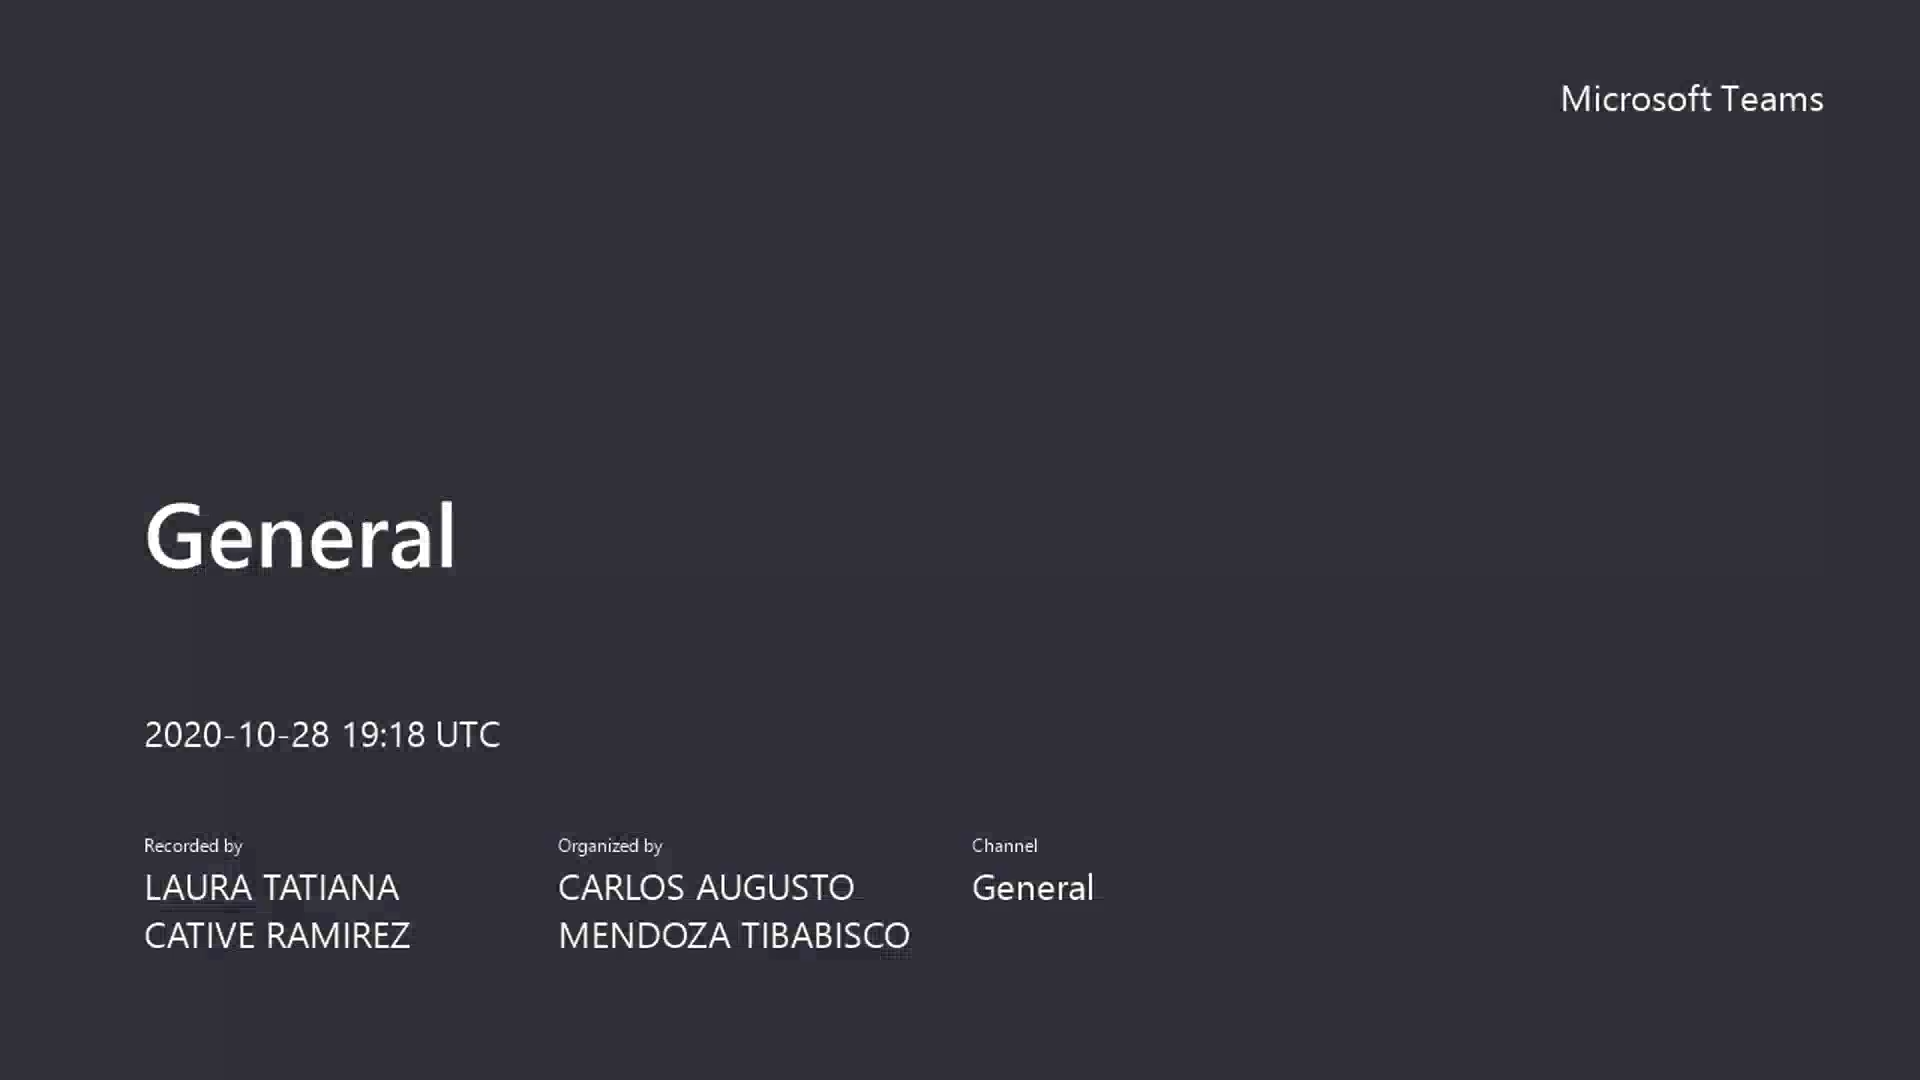 Microsoft Teams
General
2020-10-28 19:18 UTC
Recorded by
LAURA TATIANA
CATIVE RAMIREZ
Organized by
CARLOS AUGUSTO
MENDOZA TIBABISCO
Channel
General